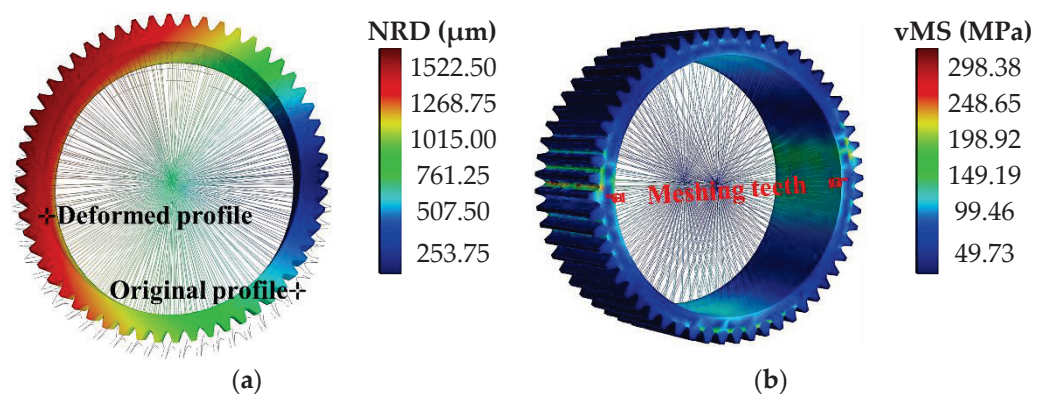 NRD (μm)
1522.50
1268.75
1015.00
761.25
507.50
253.75
Deformed profile
Original profile
(a)
vMS (MPa)
298.38
248.65
198.92
149.19
99.46
49.73
Meshing teeth
(b)